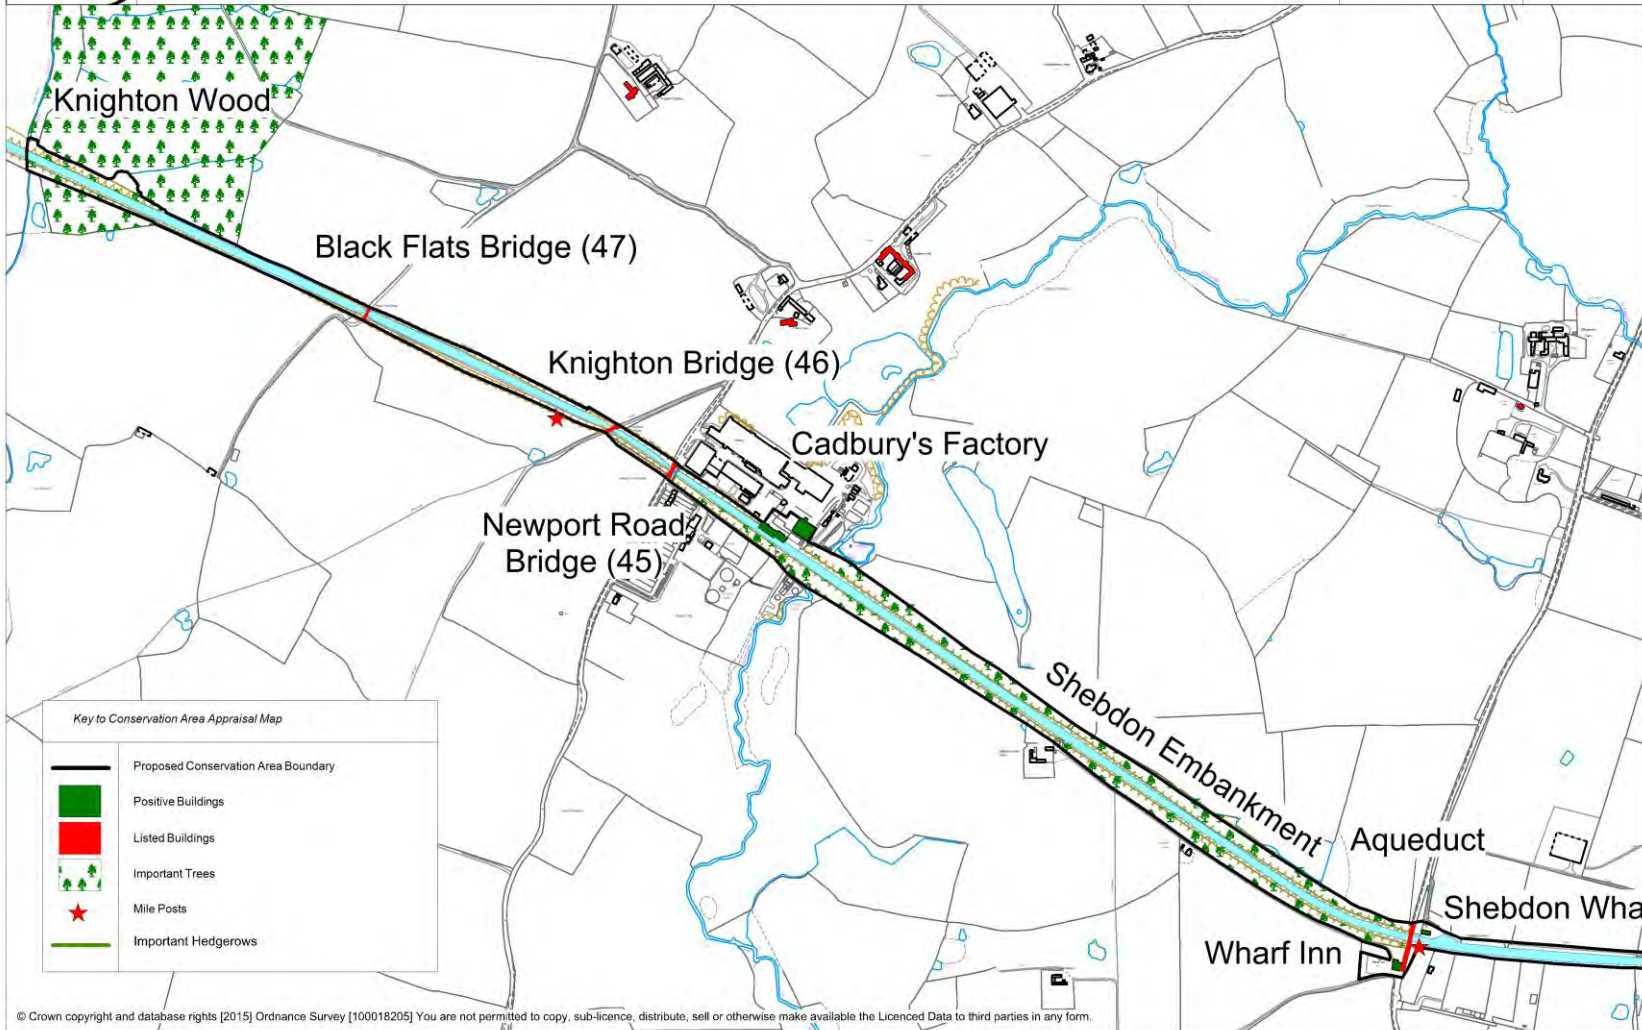 Knighton Wood
Black Flats Bridge (47)
Knighton Bridge (46)
Cadbury's Factory
Newport Road
Bridge (45)
Shebdon Embankment
Aqueduct
Shebdon Wha
Wharf Inn
Key to Conservation Area Appraisal Map
Proposed Conservation Area Boundary
Positive Buildings
Listed Buildings
Important Trees
Mile Posts
Important Hedgerows
© Crown copyright and database rights [2015] Ordnance Survey [100018205] You are not permitted to copy, sub-licence, distribute, sell or otherwise make available the Licenced Data to third parties in any form.